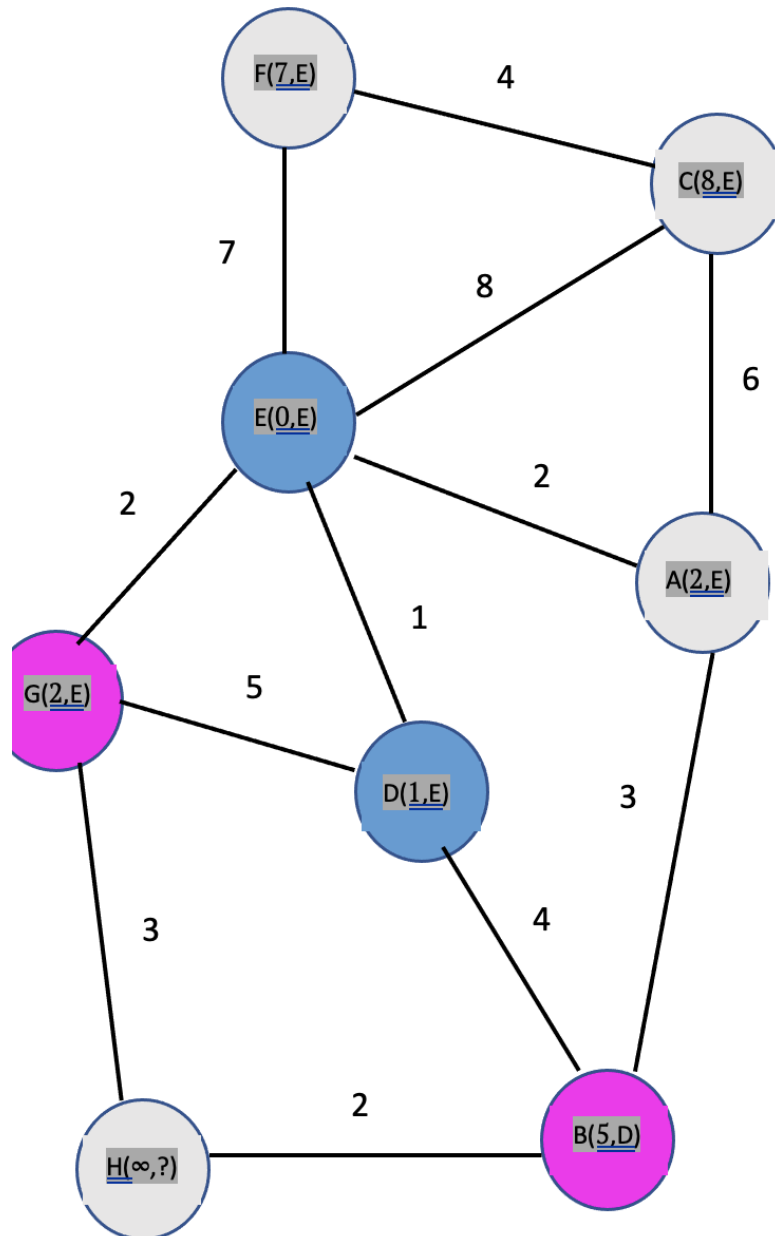 F(7,E)
4
C(8,E)
7
8
6
E(0,E)
2
2
A(2,E)
1
5
G(2,E)
D(1,E)
3
3
4
2
B(5,D)
H(∞,?)